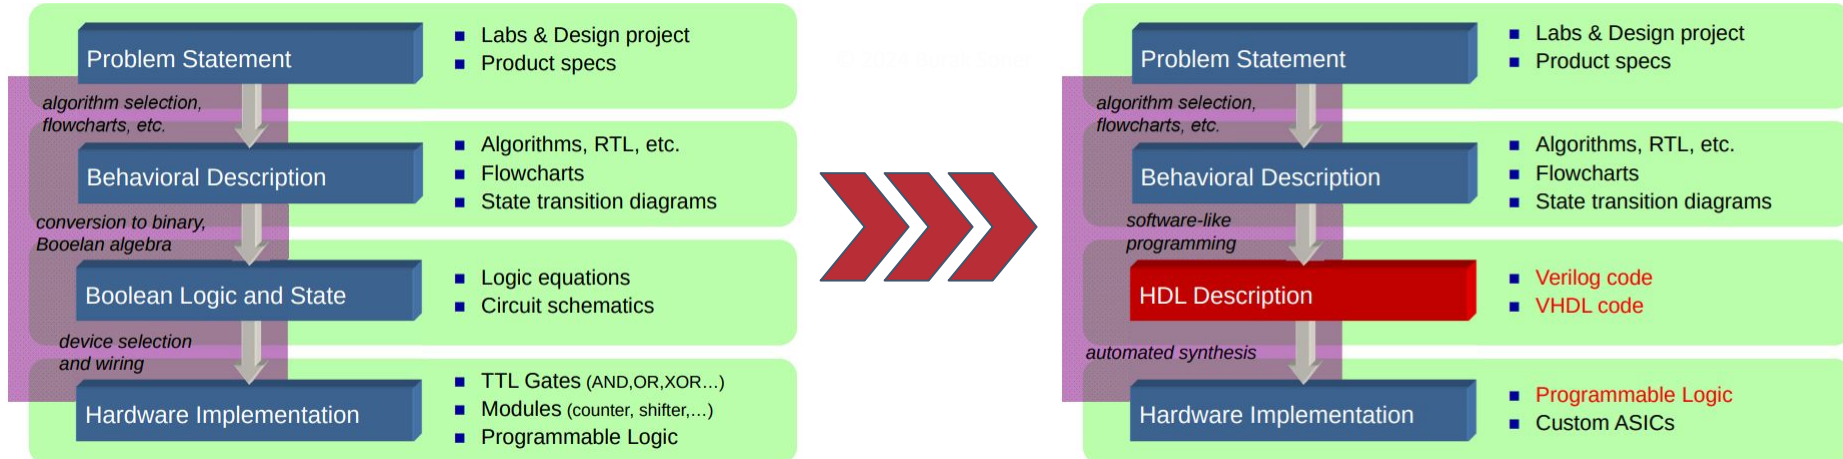 Problem Statement
Labs & Design project
Product specs
algorithm selection,
flowcharts, etc.
Behavioral Description
Algorithms, RTL, etc.
Flowcharts
State transition diagrams
conversion to binary,
Booelan algebra
Boolean Logic and State
Logic equations
Circuit schematics
device selection
and wiring
Hardware Implementation
TTL Gates (AND,OR,XOR...)
Modules (counter, shifter,...)
Programmable Logic
Problem Statement
Labs & Design project
Product specs
algorithm selection,
flowcharts, etc.
Behavioral Description
Algorithms, RTL, etc.
Flowcharts
State transition diagrams
software-like
programming
HDL Description
Verilog code
VHDL code
automated synthesis
Hardware Implementation
Programmable Logic
Custom ASICs